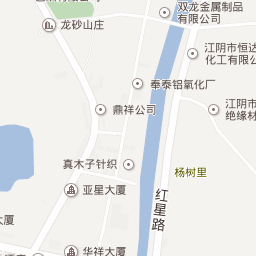 双龙金属制品
有限公司
龙砂山庄
江阴市恒达
化工有限公
奉泰铝氧化厂
鼎祥公司
江阴市
绝缘材
真木子针织
杨树里
亚星大厦
红星路
大厦
华祥大厦